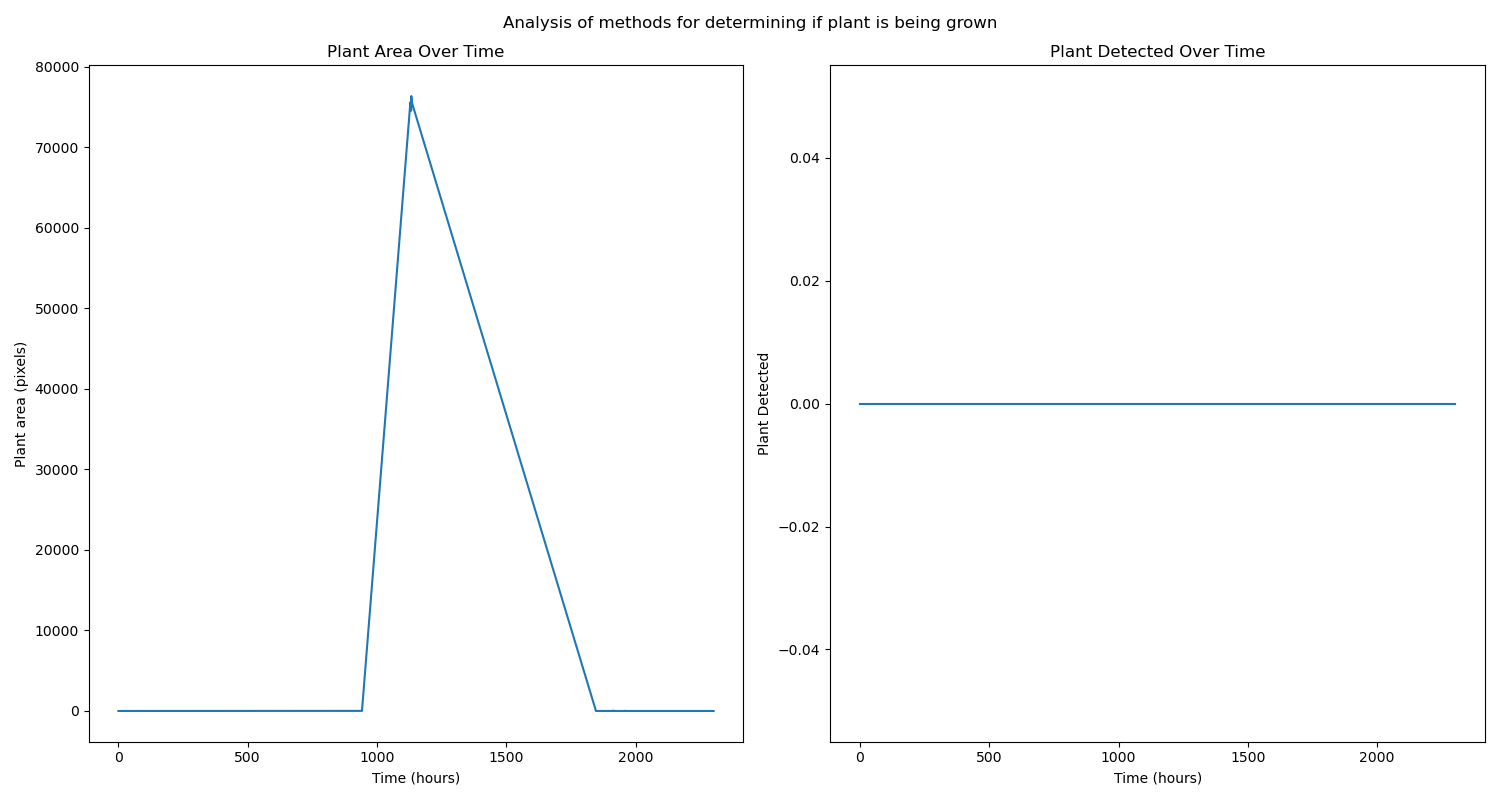 Analysis of methods for determining if plant is being grown
Plant Area Over Time
80000
70000
60000
50000
40000
30000
20000
10000
0
Plant area (pixels)
0 500 1000 1500 2000
Time (hours)
Plant Detected Over Time
0.04
0.02
0.00
−0.02
−0.04
Plant Detected
0 500 1000 1500 2000
Time (hours)